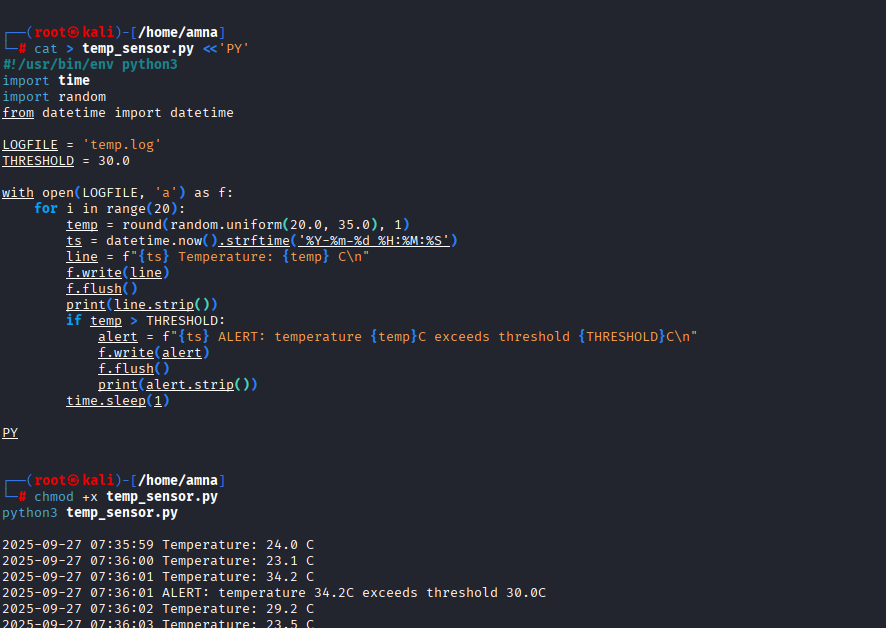 ┌──(root㉿kali)-[/home/amna]
└─# cat > temp_sensor.py <<'PY'
#!/usr/bin/env python3
import time
import random
from datetime import datetime

LOGFILE = 'temp.log'
THRESHOLD = 30.0

with open(LOGFILE, 'a') as f:
    for i in range(20):
        temp = round(random.uniform(20.0, 35.0), 1)
        ts = datetime.now().strftime('%Y-%m-%d %H:%M:%S')
        line = f"{ts} Temperature: {temp} C\n"
        f.write(line)
        f.flush()
        print(line.strip())
        if temp > THRESHOLD:
            alert = f"{ts} ALERT: temperature {temp}C exceeds threshold {THRESHOLD}C\n"
            f.write(alert)
            f.flush()
            print(alert.strip())
        time.sleep(1)

PY

┌──(root㉿kali)-[/home/amna]
└─# chmod +x temp_sensor.py
python3 temp_sensor.py

2025-09-27 07:35:59 Temperature: 24.0 C
2025-09-27 07:36:00 Temperature: 23.1 C
2025-09-27 07:36:01 Temperature: 34.2 C
2025-09-27 07:36:01 ALERT: temperature 34.2C exceeds threshold 30.0C
2025-09-27 07:36:02 Temperature: 29.2 C
2025-09-27 07:36:03 Temperature: 23.5 C